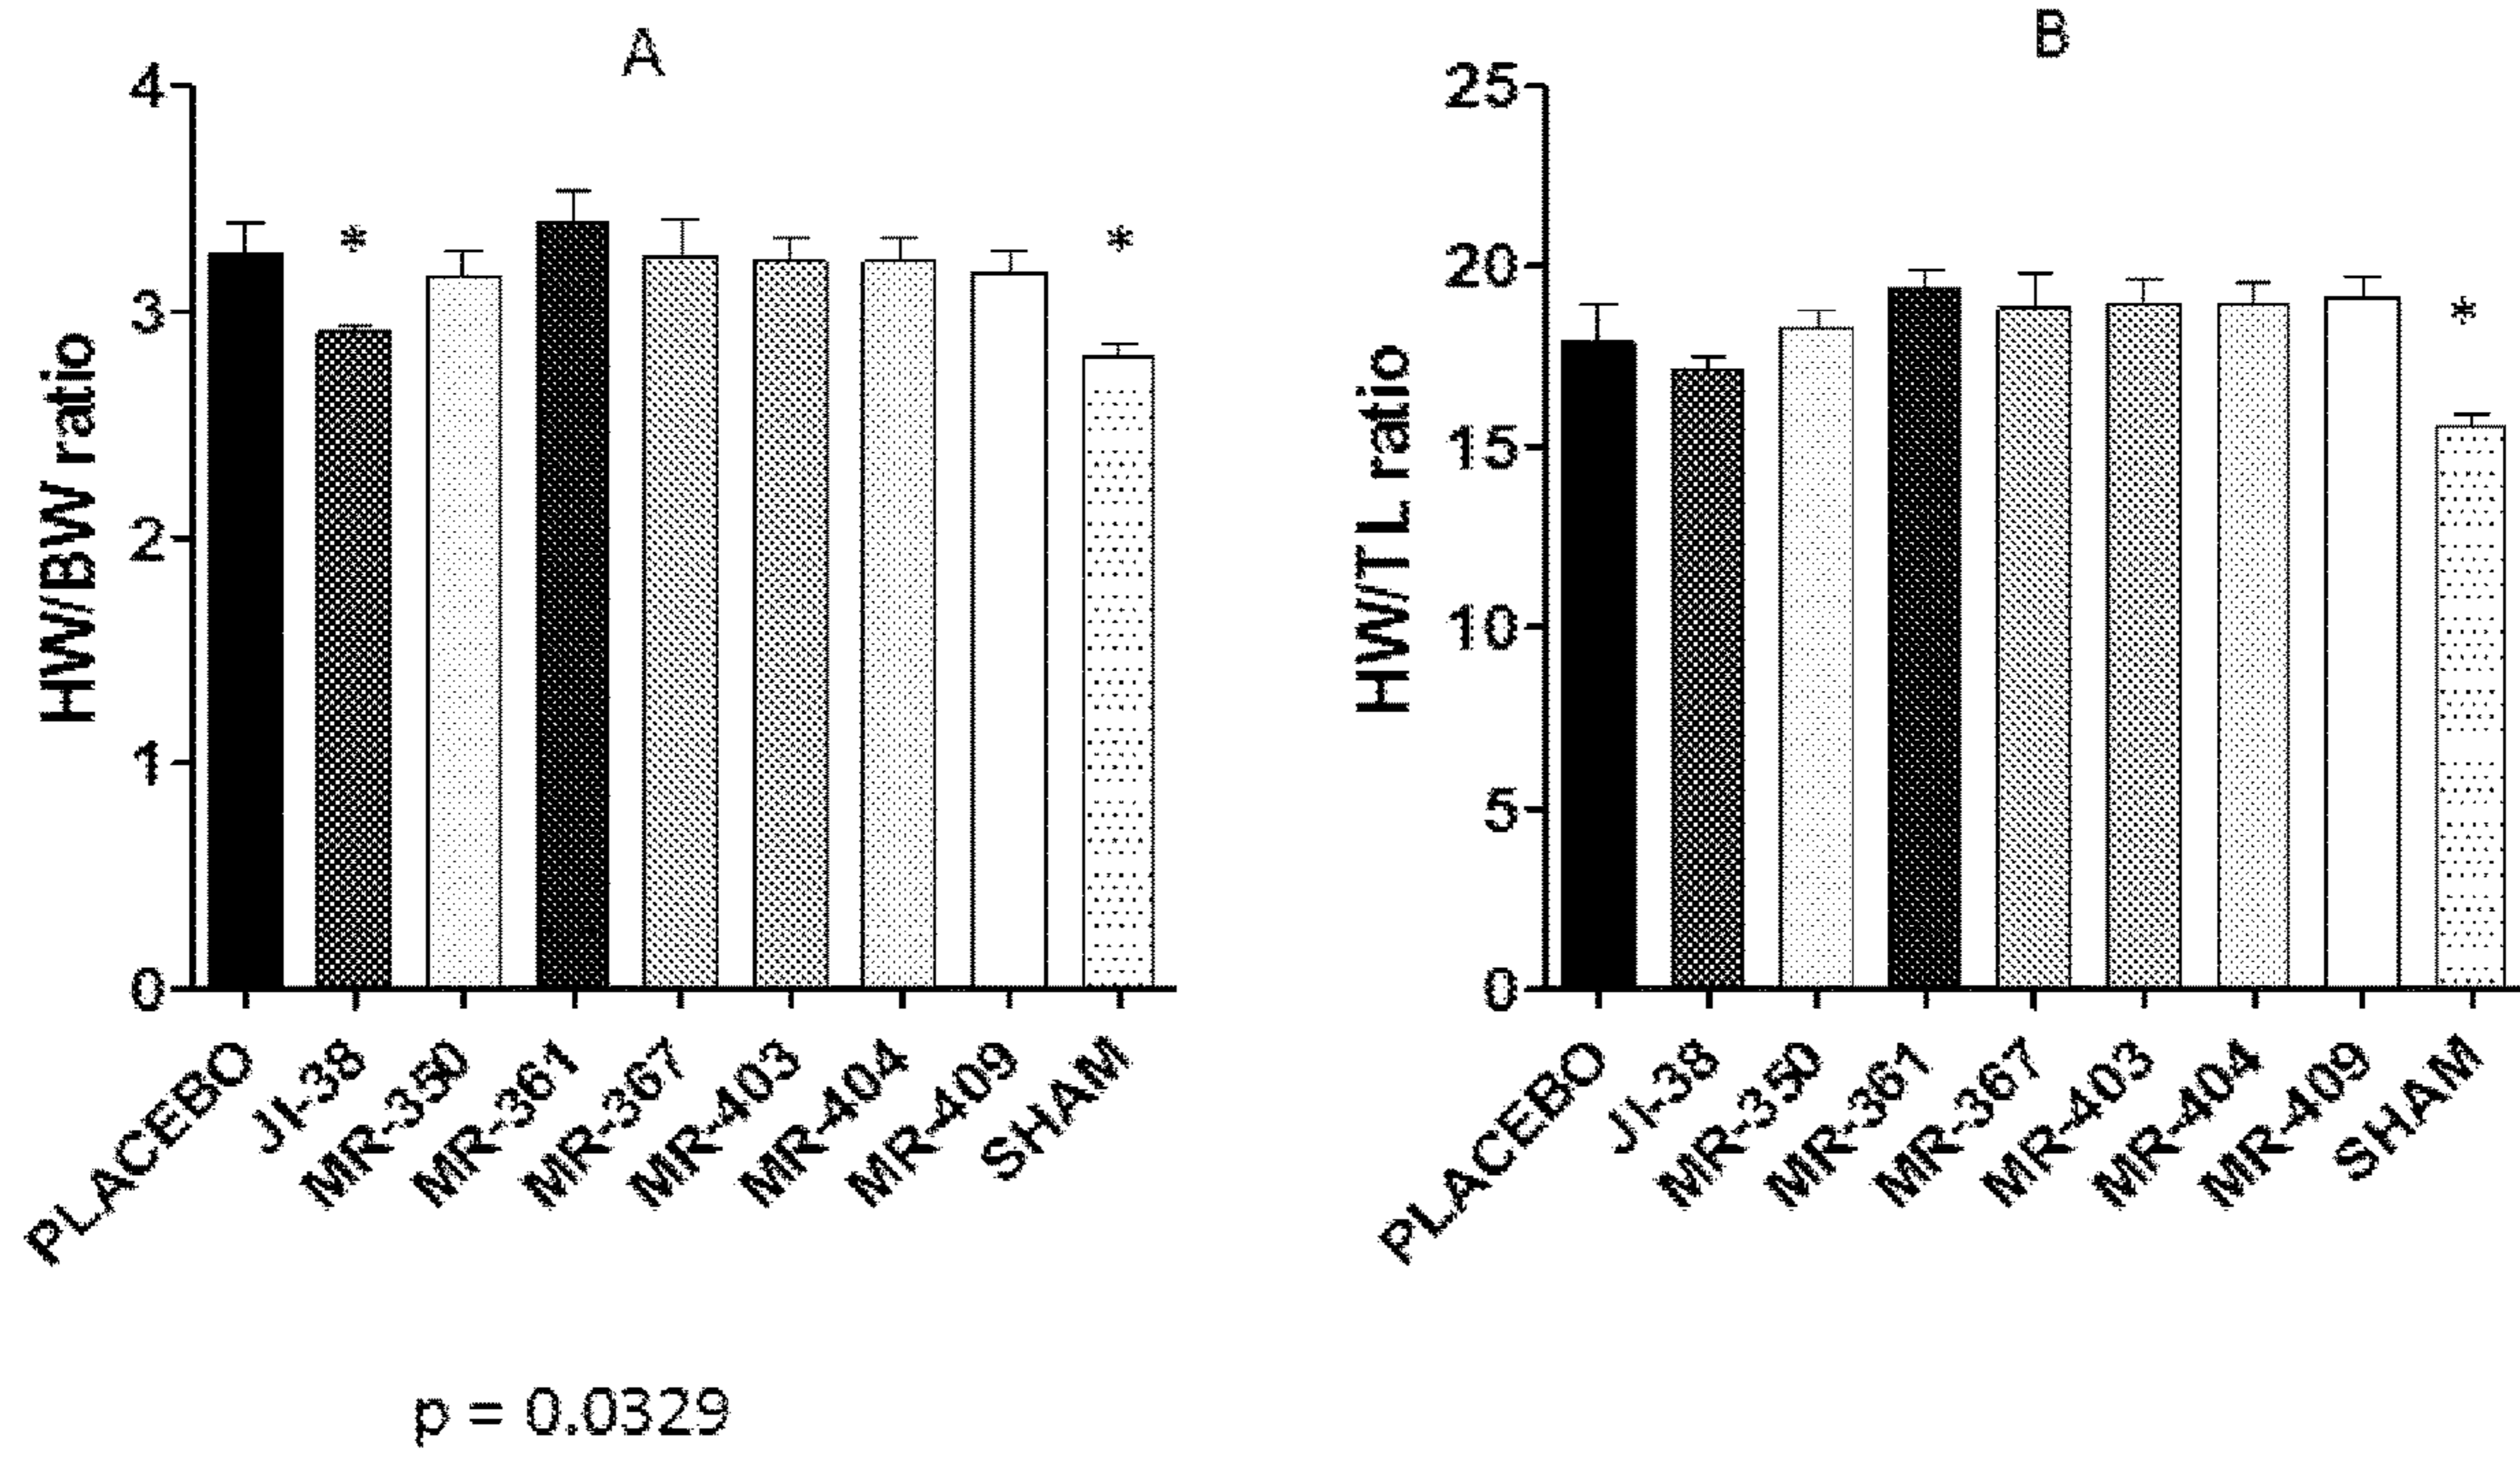 A
4
3
2
1
0
HW/BW ratio
PLACEBO
JI-38
MR-350
MR-361
MR-367
MR-403
MR-404
MR-409
SHAM
*
*
p = 0.0329
B
25
20
15
10
5
0
HW/TL ratio
PLACEBO
JI-38
MR-350
MR-361
MR-367
MR-403
MR-404
MR-409
SHAM
*